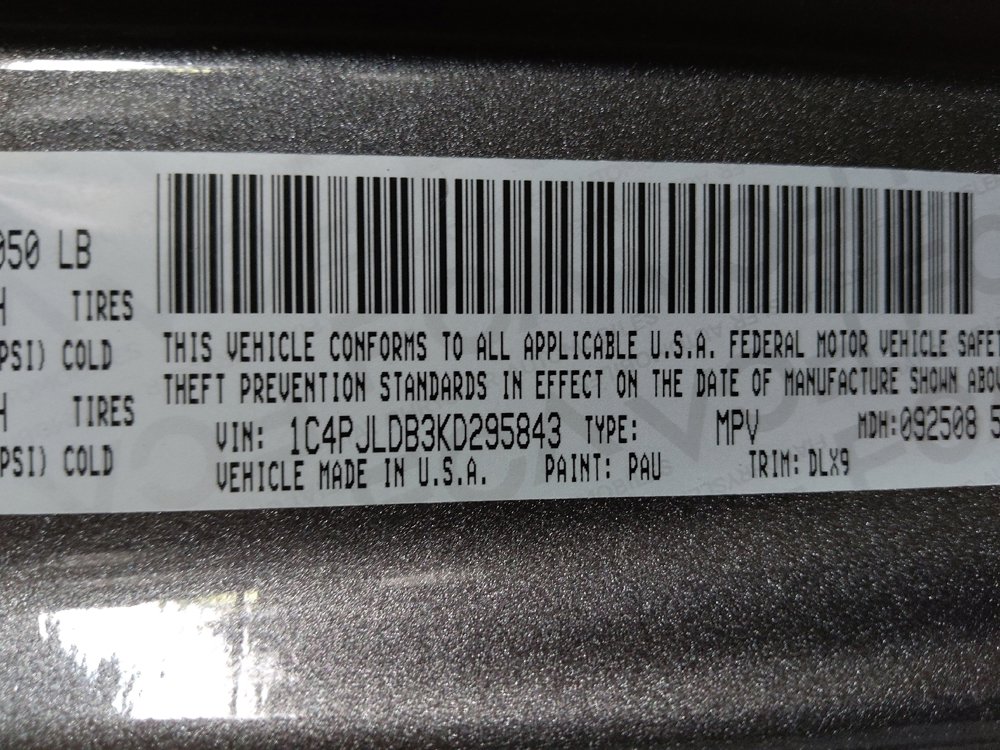 050 LB
TIRES
PSI) COLD
TIRES
PSI) COLD
THIS VEHICLE CONFORMS TO ALL APPLICABLE U.S.A. FEDERAL MOTOR VEHICLE SAFET
THEFT PREVENTION STANDARDS IN EFFECT ON THE DATE OF MANUFACTURE SHOWN ABOV
VIN: 1C4PJLDB3KD295843 TYPE: MPV MDH:092508 5
VEHICLE MADE IN U.S.A. PAINT: PAU TRIM: DLX9